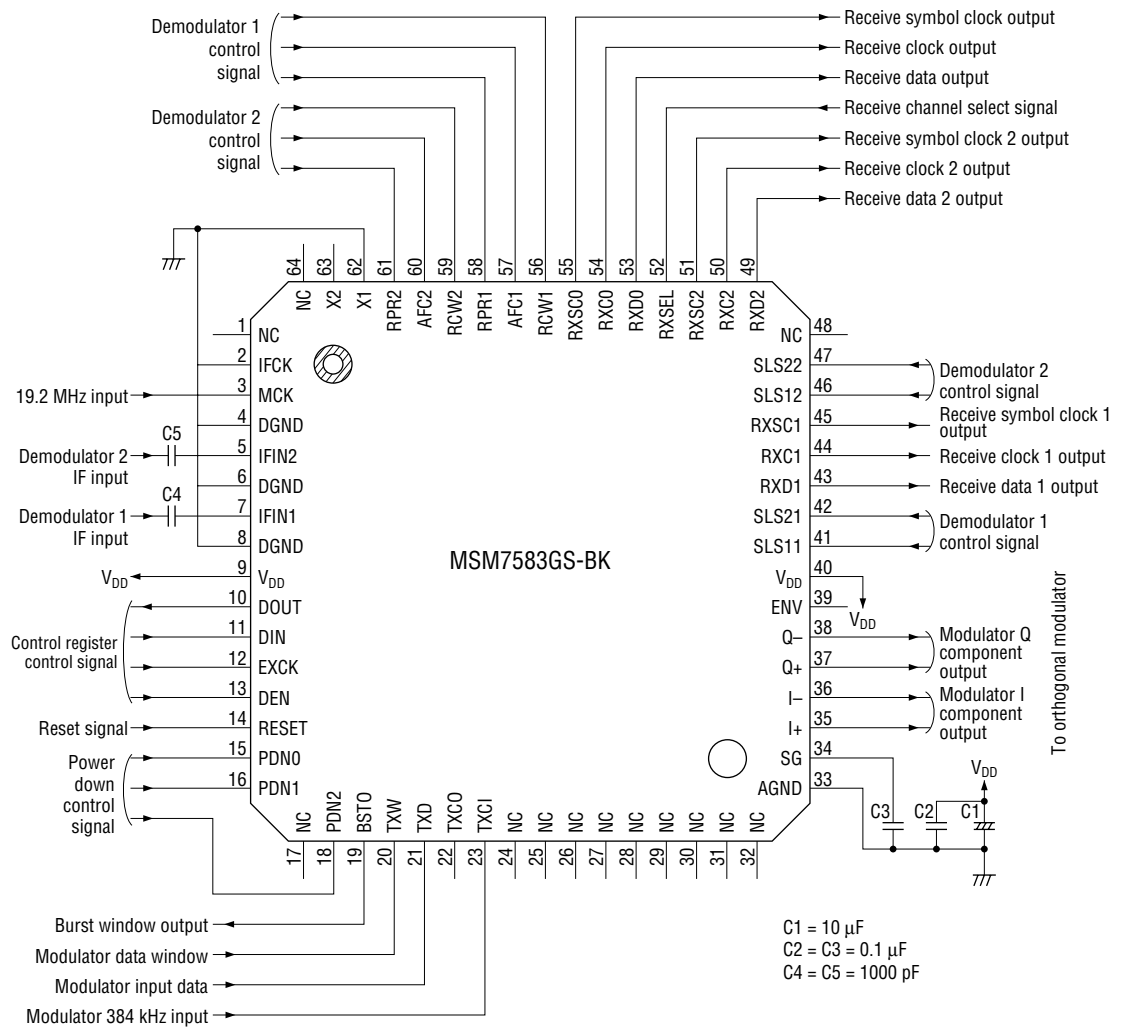 Demodulator 1
control
signal
Demodulator 2
control
signal
Receive symbol clock output
Receive clock output
Receive data output
Receive channel select signal
Receive symbol clock 2 output
Receive clock 2 output
Receive data 2 output
64 63 62 61 60 59 58 57 56 55 54 53 52 51 50 49
NC X2 X1 RPR2 AFC2 RCW2 RPR1 AFC1 RCW1 RXSC0 RXC0 RXD0 RXSEL RXSC2 RXC2 RXD2
1 NC
2 IFCK
19.2 MHz input 3 MCK
4 DGND
C5
Demodulator 2
IF input
5 IFIN2
6 DGND
C4
Demodulator 1
IF input
7 IFIN1
8 DGND
VDD 9 VDD
10 DOUT
Control register
control signal
11 DIN
12 EXCK
13 DEN
Reset signal 14 RESET
Power
down
control
signal
15 PDN0
16 PDN1
MSM7583GS-BK
NC 48
SLS22 47
SLS12 46
Demodulator 2
control signal
RXSC1 45
Receive symbol clock 1
output
RXC1 44 Receive clock 1 output
RXD1 43 Receive data 1 output
SLS21 42
SLS11 41
Demodulator 1
control signal
VDD 40
ENV 39
VDD
Q– 38
Q+ 37
Modulator Q
component
output
I– 36
I+ 35
Modulator I
component
output
To orthogonal modulator
SG 34
AGND 33
VDD
C3 C2 C1
NC PDN2 BSTO TXW TXD TXCO TXCI NC NC NC NC NC NC NC NC NC
17 18 19 20 21 22 23 24 25 26 27 28 29 30 31 32
Burst window output
Modulator data window
Modulator input data
Modulator 384 kHz input
C1 = 10 μF
C2 = C3 = 0.1 μF
C4 = C5 = 1000 pF